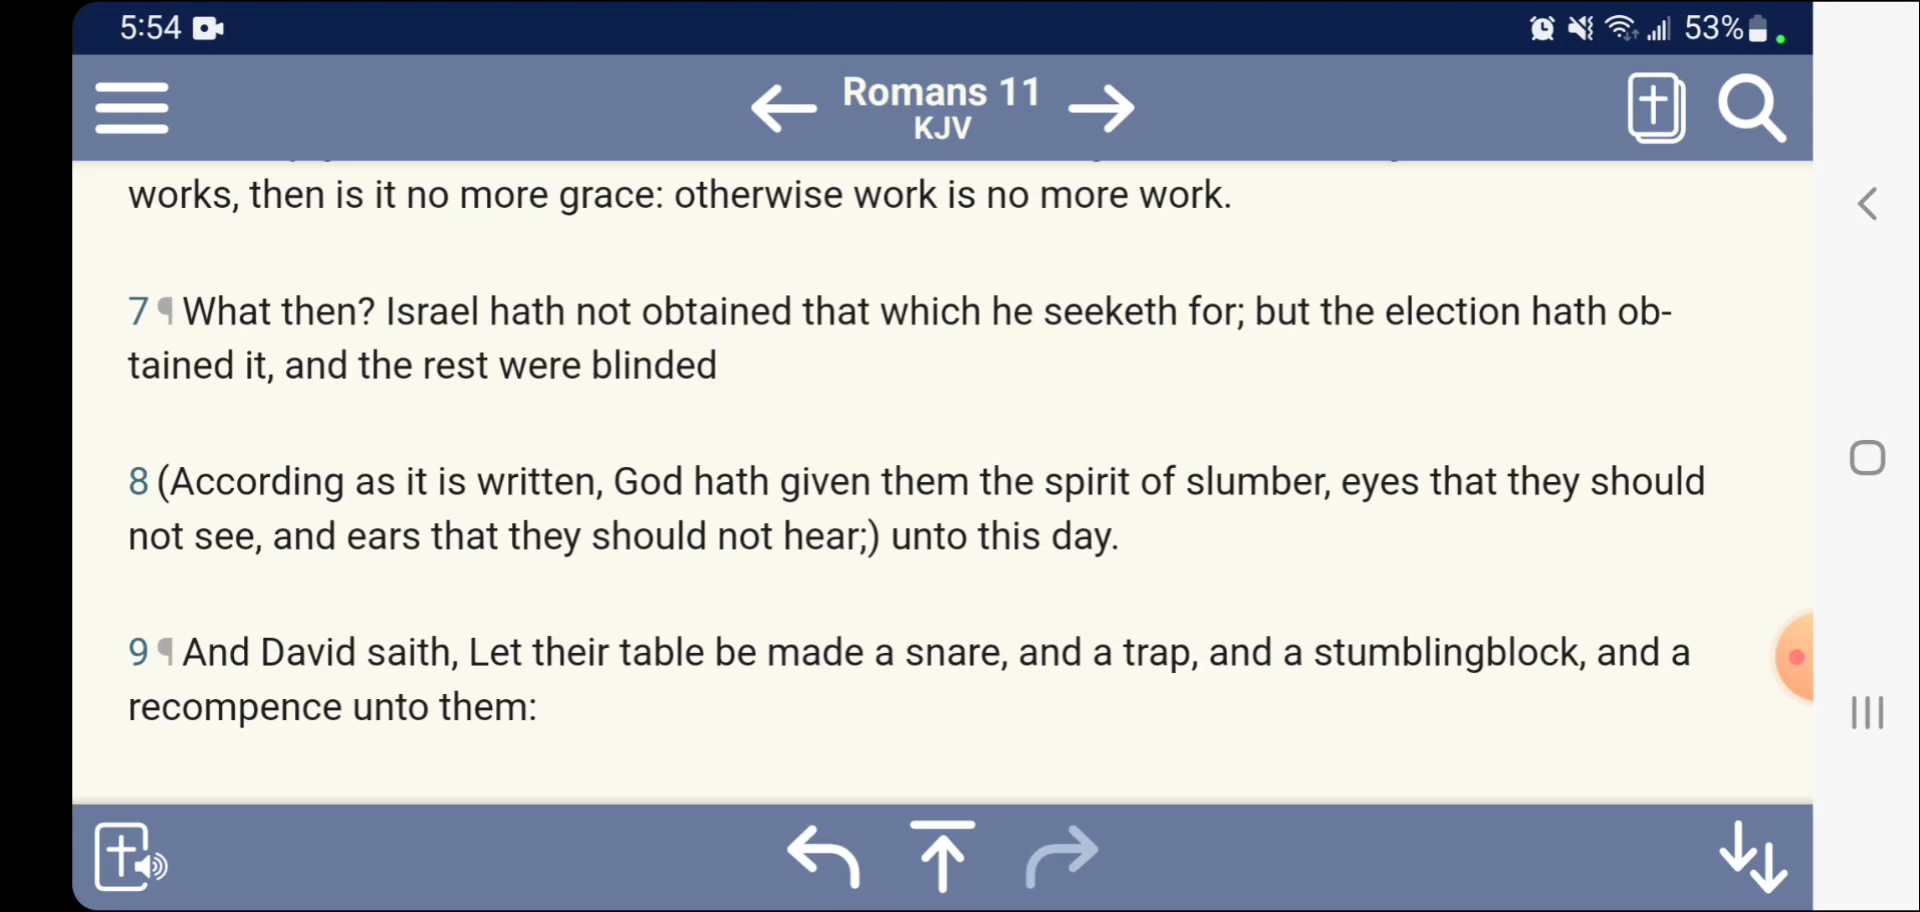 5:54
53%
Romans 11
KJV
works, then is it no more grace: otherwise work is no more work.
7 ¶ What then? Israel hath not obtained that which he seeketh for; but the election hath ob-
tained it, and the rest were blinded
8 (According as it is written, God hath given them the spirit of slumber, eyes that they should
not see, and ears that they should not hear;) unto this day.
9 ¶ And David saith, Let their table be made a snare, and a trap, and a stumblingblock, and a
recompence unto them: